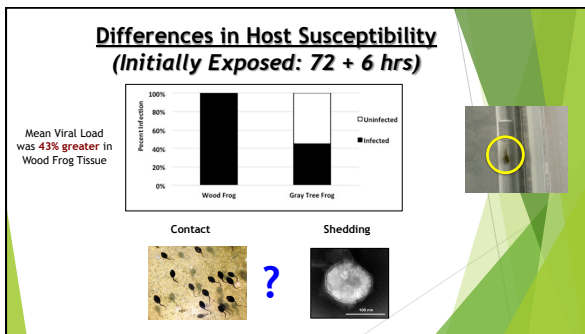 Differences in Host Susceptibility
(Initially Exposed: 72 + 6 hrs)
Mean Viral Load
was 43% greater in
Wood Frog Tissue
Pecent Infection
100%
80%
60%
40%
20%
0%
Wood Frog
Gray Tree Frog
Uninfected
Infected
Contact
Shedding
?
100 nm